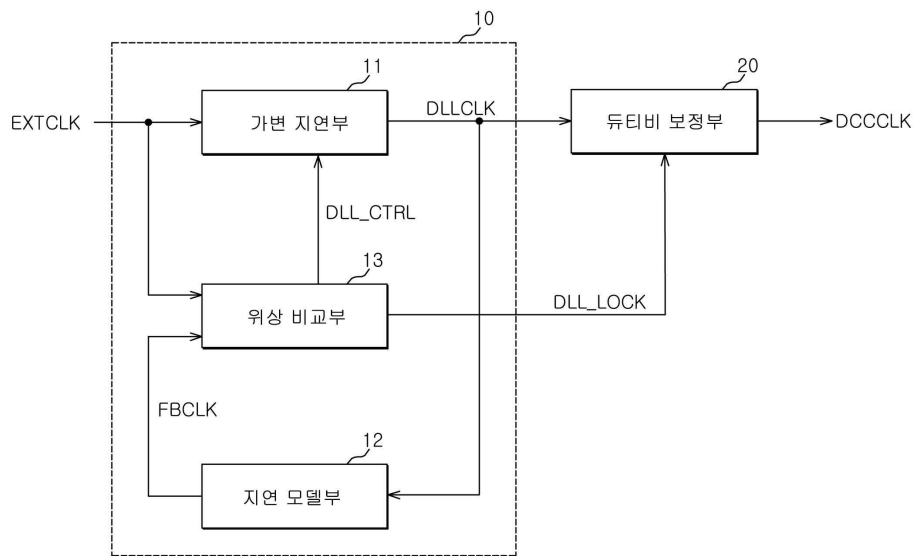 10
11
EXTCLK
가변 지연부
DLLCLK
20
듀티비 보정부
DCCCLK
DLL_CTRL
13
위상 비교부
DLL_LOCK
FBCLK
12
지연 모델부